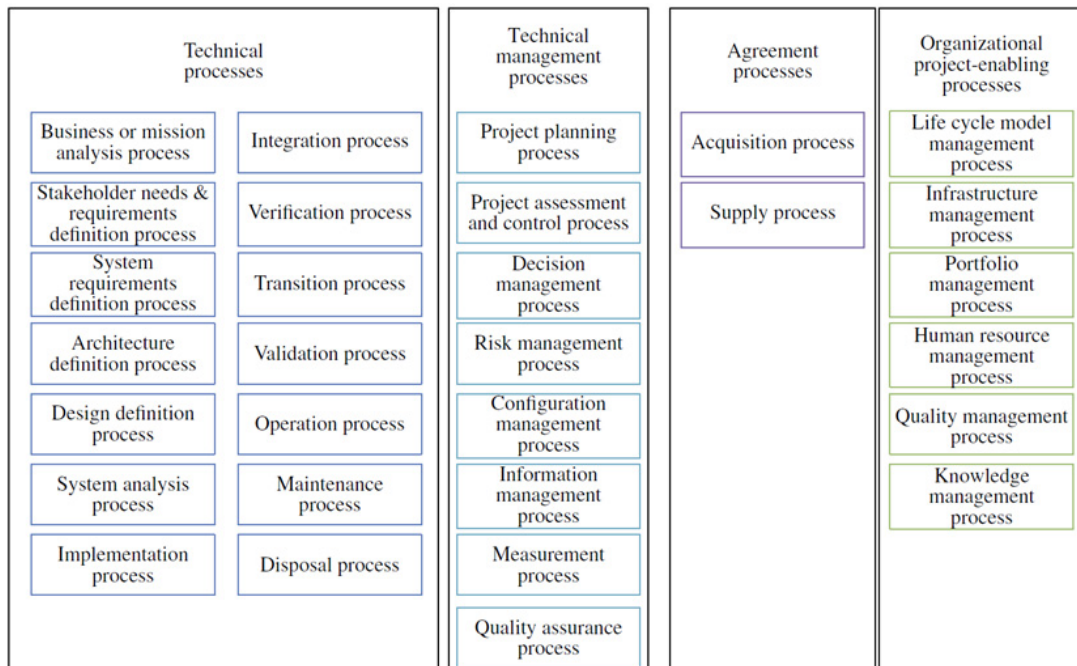 Technical
processes
Business or mission
analysis process
Stakeholder needs &
requirements
definition process
System
requirements
definition process
Architecture
definition process
Design definition
process
System analysis
process
Implementation
process
Integration process
Verification process
Transition process
Validation process
Operation process
Maintenance
process
Disposal process
Technical
management
processes
Project planning
process
Project assessment
and control process
Decision
management
process
Risk management
process
Configuration
management
process
Information
management
process
Measurement
process
Quality assurance
process
Agreement
processes
Acquisition process
Supply process
Organizational
project-enabling
processes
Life cycle model
management
process
Infrastructure
management
process
Portfolio
management
process
Human resource
management
process
Quality management
process
Knowledge
management
process